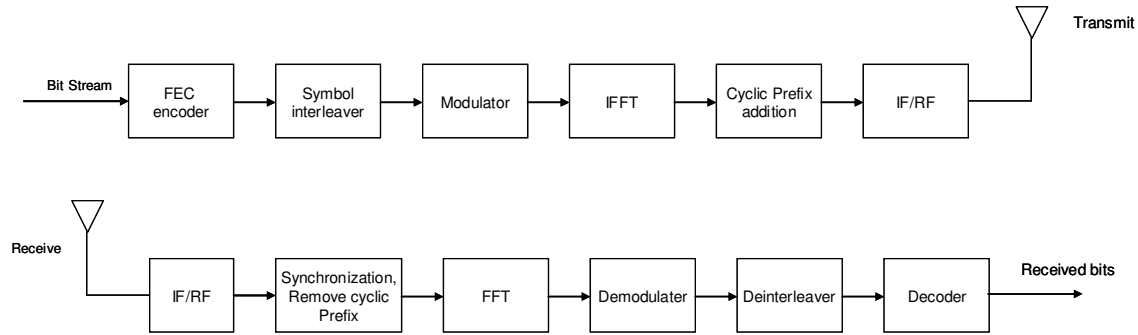 Transmit
Bit Stream
FEC
encoder
Symbol
interleaver
Modulator
IFFT
Cyclic Prefix
addition
IF/RF
Receive
IF/RF
Synchronization,
Remove cyclic
Prefix
FFT
Demodulater
Deinterleaver
Decoder
Received bits